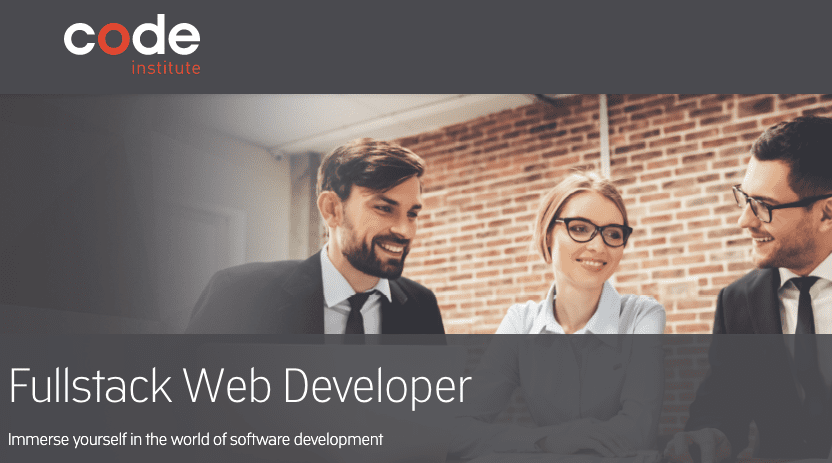 code
institute
Fullstack Web Developer
Immerse yourself in the world of software development